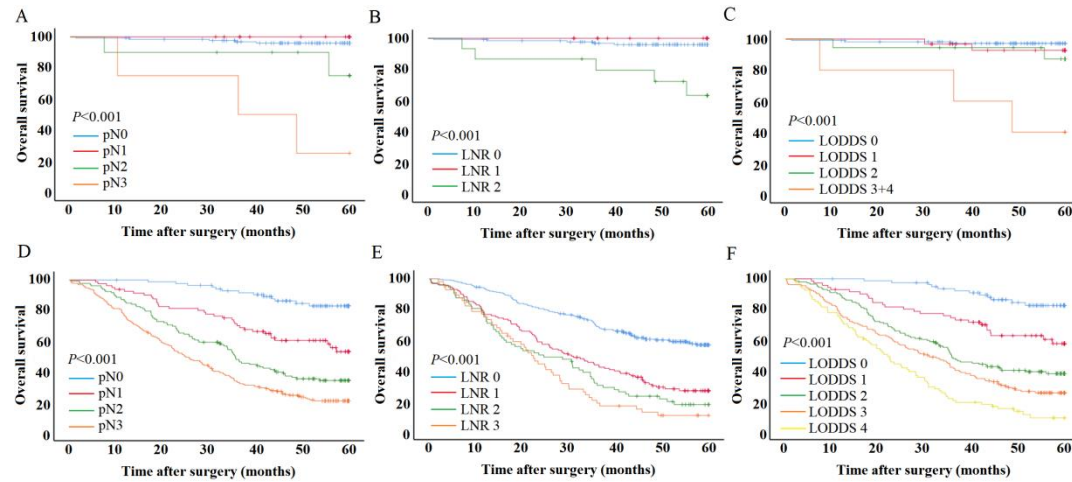 A
Overall survival
100
80
60
40
20
0
P<0.001
pN0
pN1
pN2
pN3
0 10 20 30 40 50 60
Time after surgery (months)
B
Overall survival
100
80
60
40
20
0
P<0.001
LNR 0
LNR 1
LNR 2
0 10 20 30 40 50 60
Time after surgery (months)
C
Overall survival
100
80
60
40
20
0
P<0.001
LODDS 0
LODDS 1
LODDS 2
LODDS 3+4
0 10 20 30 40 50 60
Time after surgery (months)
D
Overall survival
100
80
60
40
20
0
P<0.001
pN0
pN1
pN2
pN3
0 10 20 30 40 50 60
Time after surgery (months)
E
Overall survival
100
80
60
40
20
0
P<0.001
LNR 0
LNR 1
LNR 2
LNR 3
0 10 20 30 40 50 60
Time after surgery (months)
F
Overall survival
100
80
60
40
20
0
P<0.001
LODDS 0
LODDS 1
LODDS 2
LODDS 3
LODDS 4
0 10 20 30 40 50 60
Time after surgery (months)